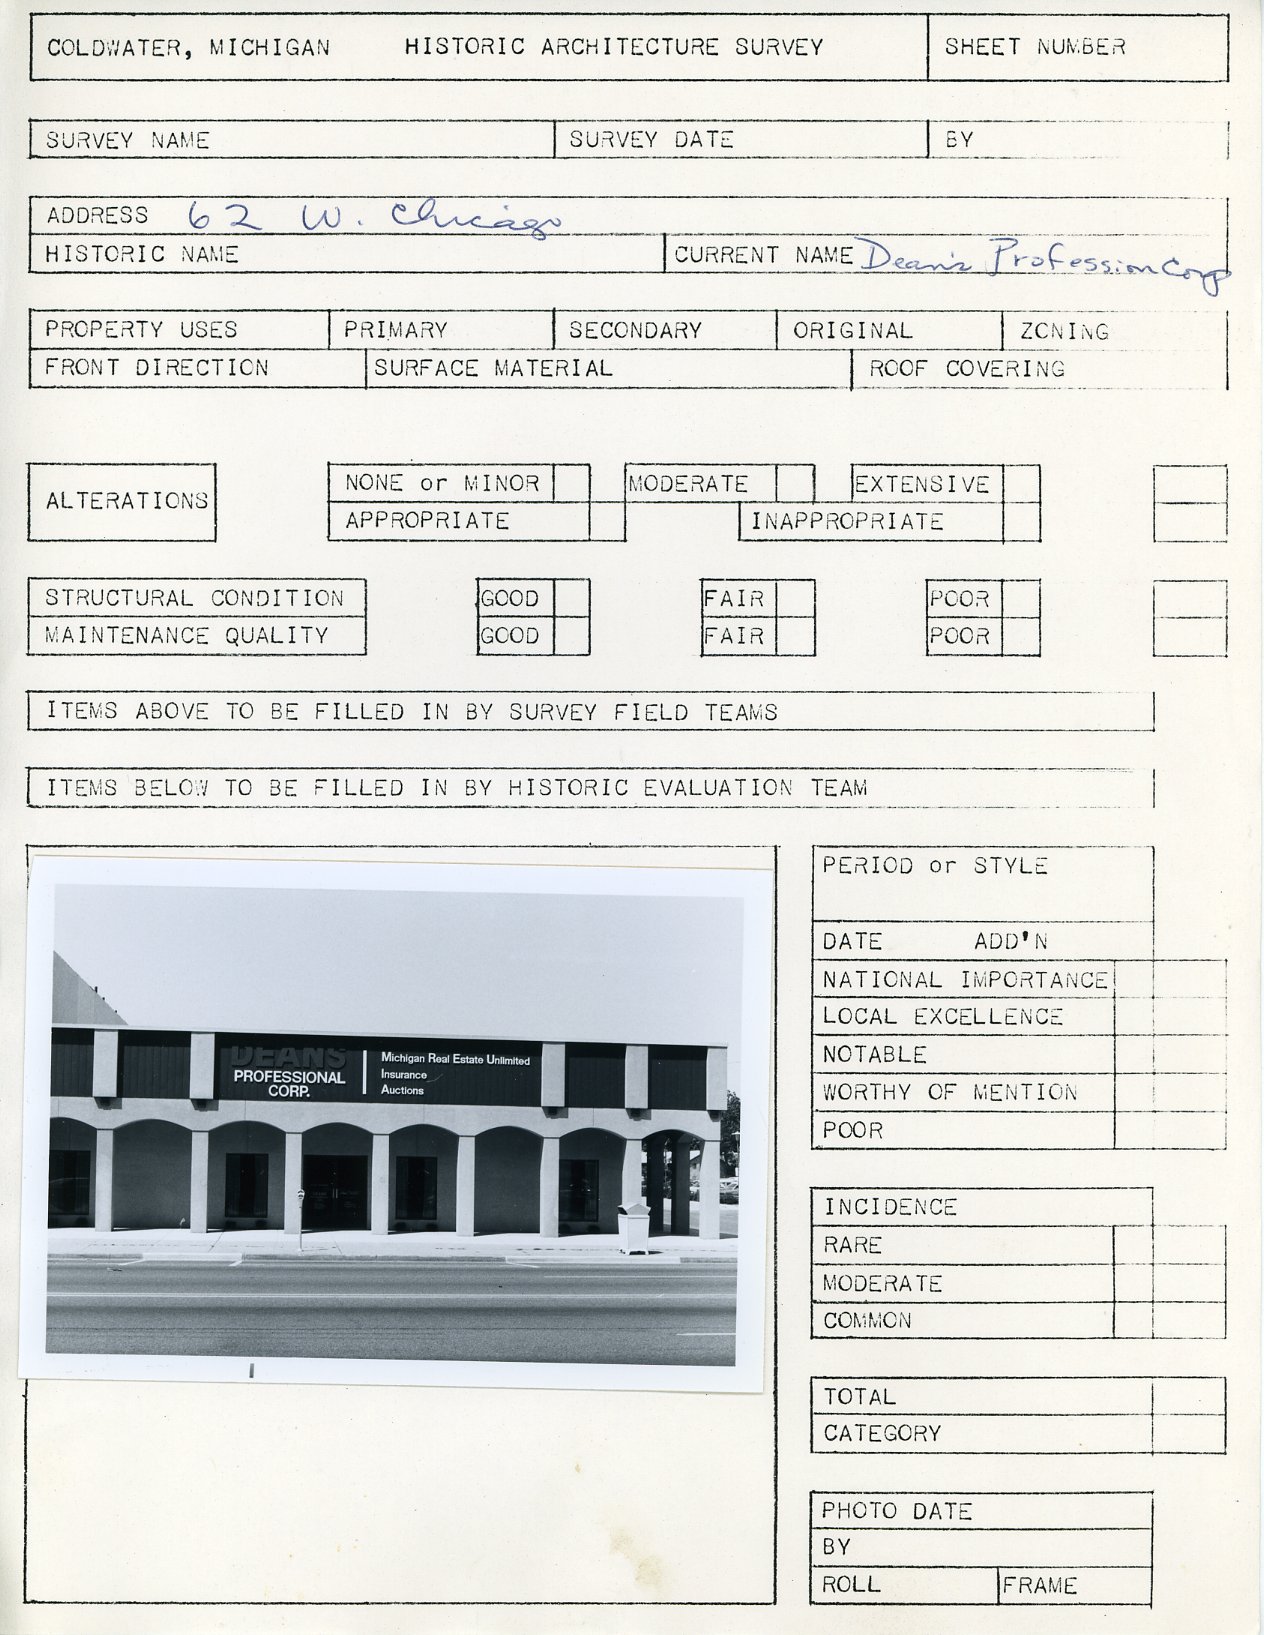 COLDWATER, MICHIGAN HISTORIC ARCHITECTURE SURVEY SHEET NUMBER
SURVEY NAME SURVEY DATE BY
ADDRESS 62 W. Chicago
HISTORIC NAME CURRENT NAME Dean's Profession Corp
PROPERTY USES PRIMARY SECONDARY ORIGINAL ZONING
FRONT DIRECTION SURFACE MATERIAL ROOF COVERING
ALTERATIONS
NONE or MINOR MODERATE EXTENSIVE
APPROPRIATE INAPPROPRIATE
STRUCTURAL CONDITION GOOD FAIR POOR
MAINTENANCE QUALITY GOOD FAIR POOR
ITEMS ABOVE TO BE FILLED IN BY SURVEY FIELD TEAMS
ITEMS BELOW TO BE FILLED IN BY HISTORIC EVALUATION TEAM
DEANS
PROFESSIONAL
CORP.
Michigan Real Estate Unlimited
Insurance
Auctions
PERIOD or STYLE
DATE ADD'N
NATIONAL IMPORTANCE
LOCAL EXCELLENCE
NOTABLE
WORTHY OF MENTION
POOR
INCIDENCE
RARE
MODERATE
COMMON
TOTAL
CATEGORY
PHOTO DATE
BY
ROLL FRAME